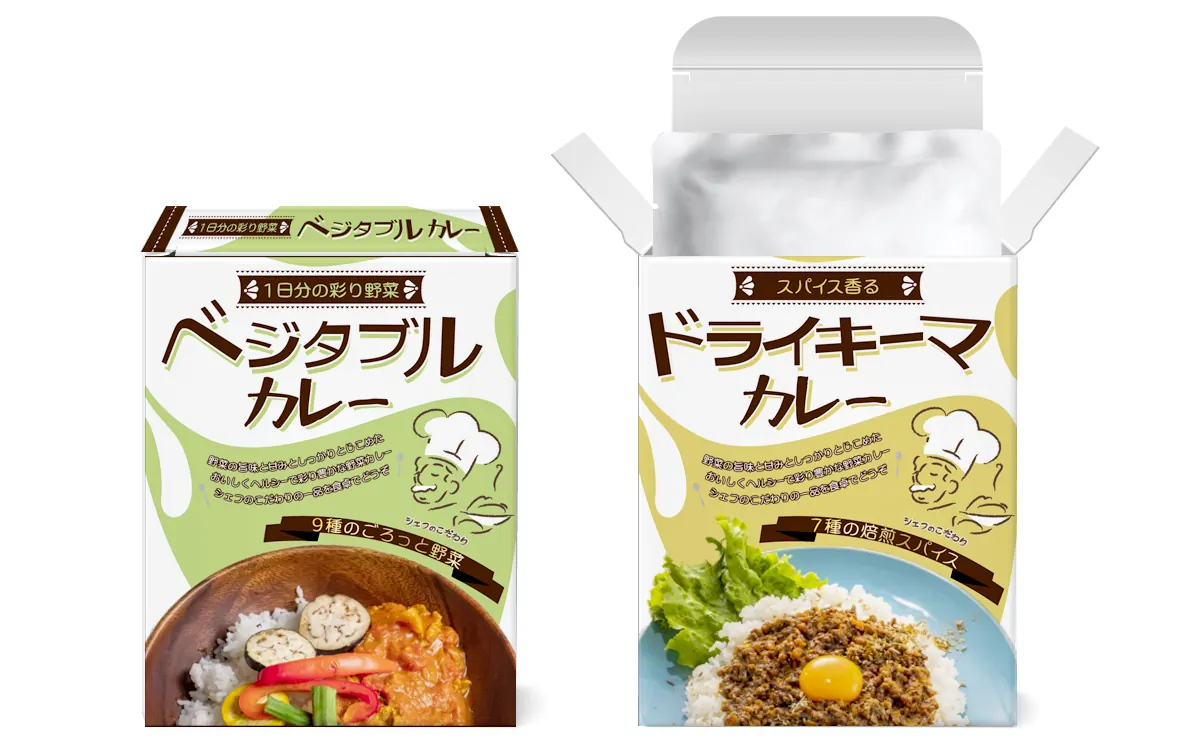 1日分の彩り野菜 ベジタブルカレー
1日分の彩り野菜
ベジタブル
カレー
野菜の旨味と甘みとしっかりとじこめた
おいしくヘルシーで彩り豊かな野菜カレー
シェフのこだわりの一品を食卓でどうぞ
シェフのこだわり
9種のごろっと野菜
スパイス香る
ドライキーマ
カレー
野菜の旨味と甘みとしっかりとじこめた
おいしくヘルシーで彩り豊かな野菜カレー
シェフのこだわりの一品を食卓でどうぞ
シェフのこだわり
7種の焙煎スパイス